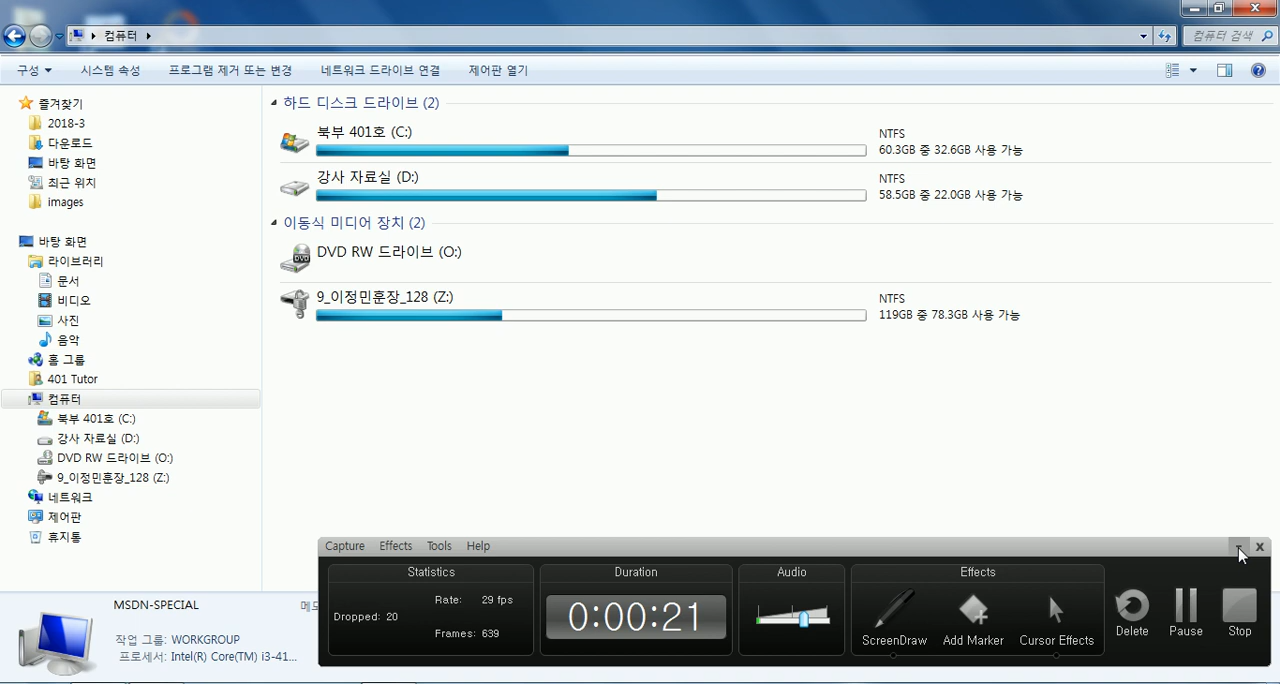 컴퓨터
컴퓨터 검색
구성 시스템 속성 프로그램 제거 또는 변경 네트워크 드라이브 연결 제어판 열기
즐겨찾기
2018-3
다운로드
바탕 화면
최근 위치
images
바탕 화면
라이브러리
문서
비디오
사진
음악
홈 그룹
401 Tutor
컴퓨터
북부 401호 (C:)
강사 자료실 (D:)
DVD RW 드라이브 (O:)
9_이정민훈장_128 (Z:)
네트워크
제어판
휴지통
하드 디스크 드라이브 (2)
북부 401호 (C:)
NTFS
60.3GB 중 32.6GB 사용 가능
강사 자료실 (D:)
NTFS
58.5GB 중 22.0GB 사용 가능
이동식 미디어 장치 (2)
DVD RW 드라이브 (O:)
DVD
9_이정민훈장_128 (Z:)
NTFS
119GB 중 78.3GB 사용 가능
MSDN-SPECIAL
작업 그룹: WORKGROUP
프로세서: Intel(R) Core(TM) i3-41...
Capture Effects Tools Help
Statistics
Rate: 29 fps
Dropped: 20
Frames: 639
Duration
0:00:21
Audio
Effects
ScreenDraw Add Marker Cursor Effects
Delete Pause Stop